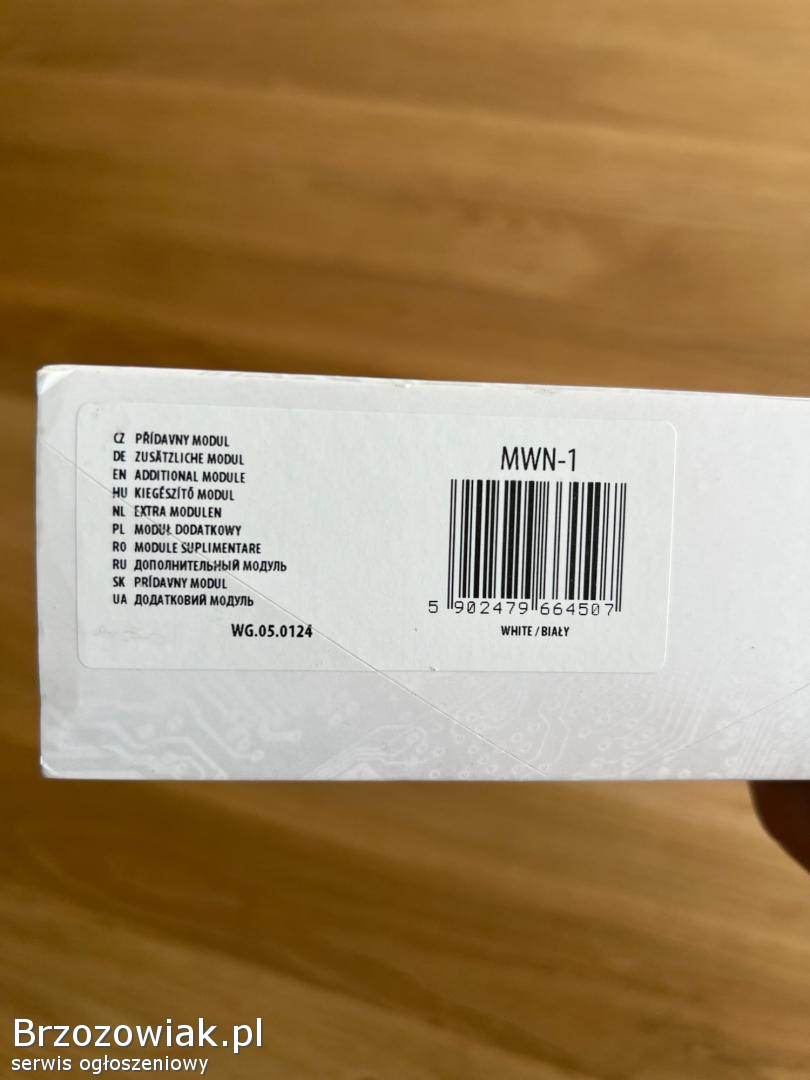 CZ PŘÍDAVNY MODUL
DE ZUSÄTZLICHE MODUL
EN ADDITIONAL MODULE
HU KIEGÉSZÍTŐ MODUL
NL EXTRA MODULEN
PL MODUŁ DODATKOWY
RO MODULE SUPLIMENTARE
RU ДОПОЛНИТЕЛЬНЫЙ МОДУЛЬ
SK PRÍDAVNY MODUL
UA ДОДАТКОВИЙ МОДУЛЬ
WG.05.0124
MWN-1
5 902479 664507
WHITE / BIAŁY
Brzozowiak.pl
serwis ogłoszeniowy